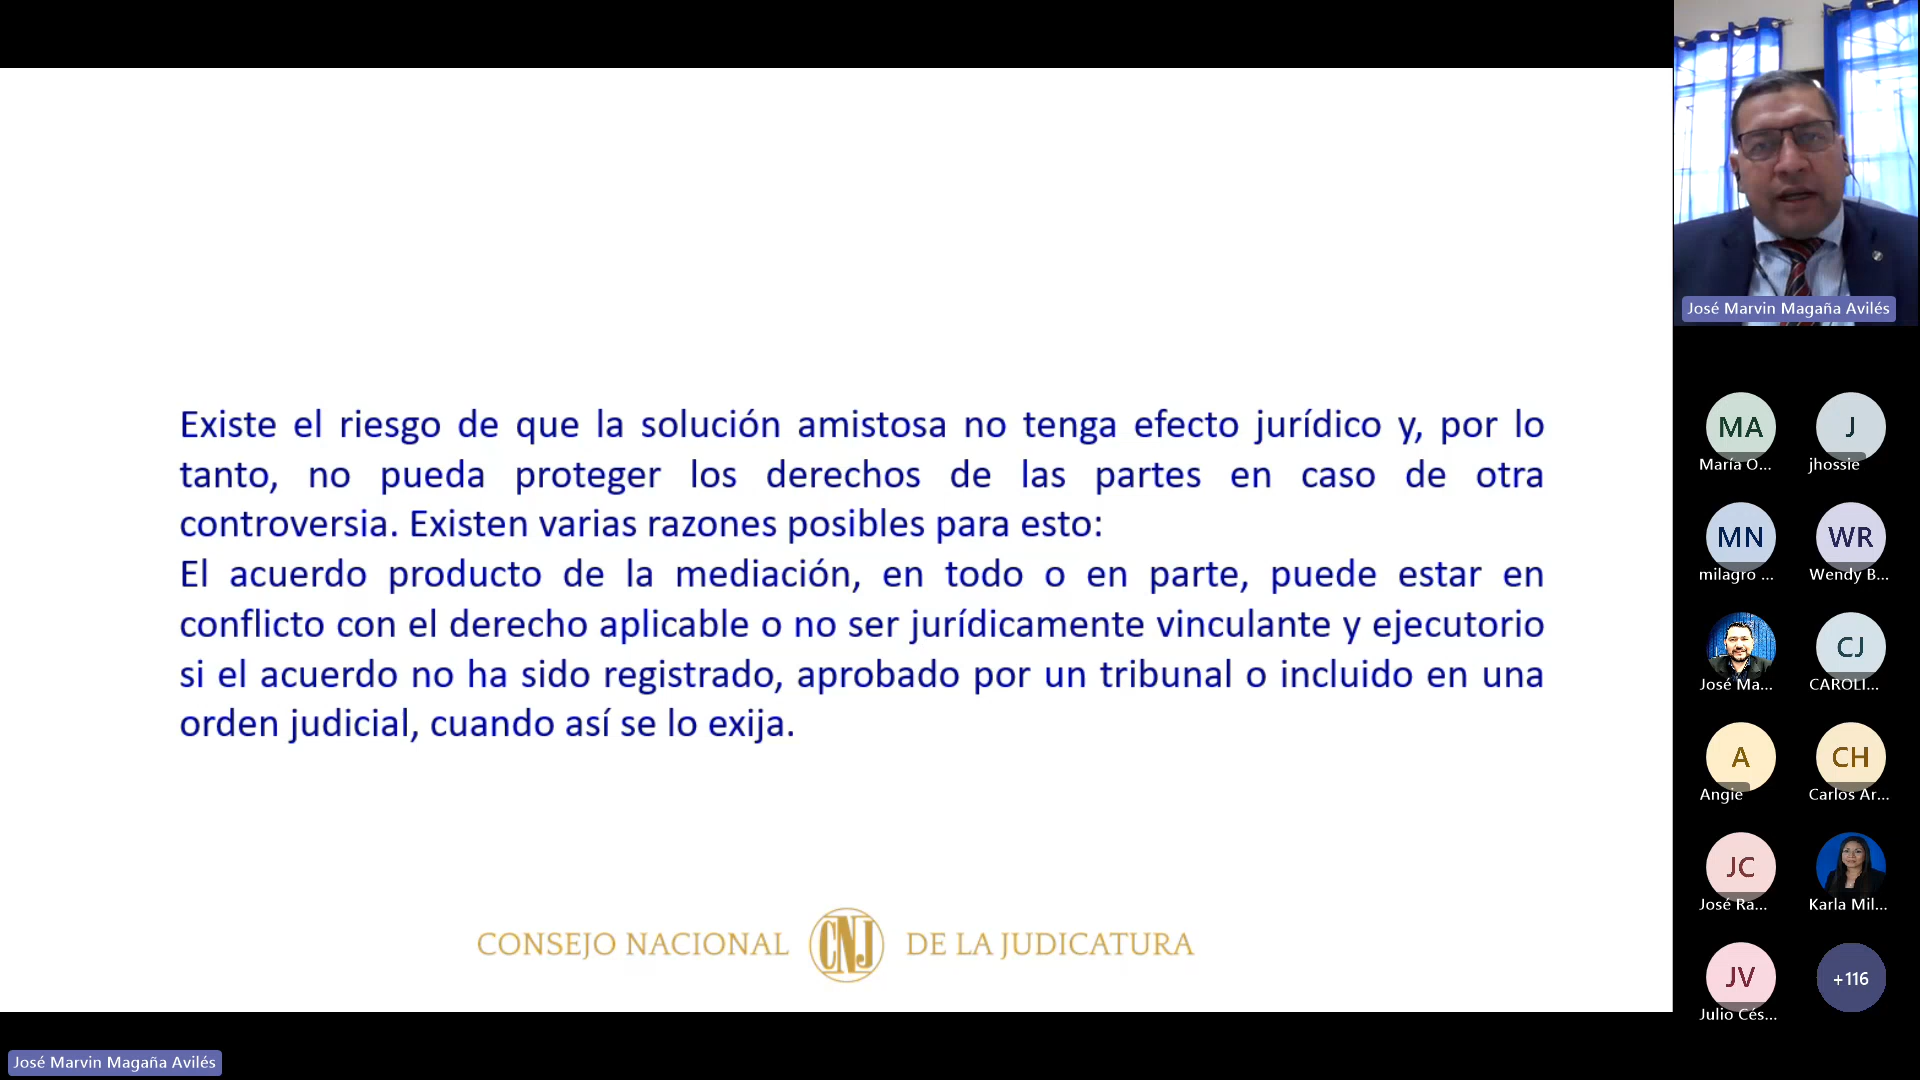 Existe el riesgo de que la solución amistosa no tenga efecto jurídico y, por lo
tanto, no pueda proteger los derechos de las partes en caso de otra
controversia. Existen varias razones posibles para esto:
El acuerdo producto de la mediación, en todo o en parte, puede estar en
conflicto con el derecho aplicable o no ser jurídicamente vinculante y ejecutorio
si el acuerdo no ha sido registrado, aprobado por un tribunal o incluido en una
orden judicial, cuando así se lo exija.
CONSEJO NACIONAL CNJ DE LA JUDICATURA
José Marvin Magaña Avilés
José Marvin Magaña Avilés
MA
María O...
J
jhossie
MN
milagro ...
WR
Wendy B...
José Ma...
CJ
CAROLI...
A
Angie
CH
Carlos Ar...
JC
José Ra...
Karla Mil...
JV
Julio Cés...
+116